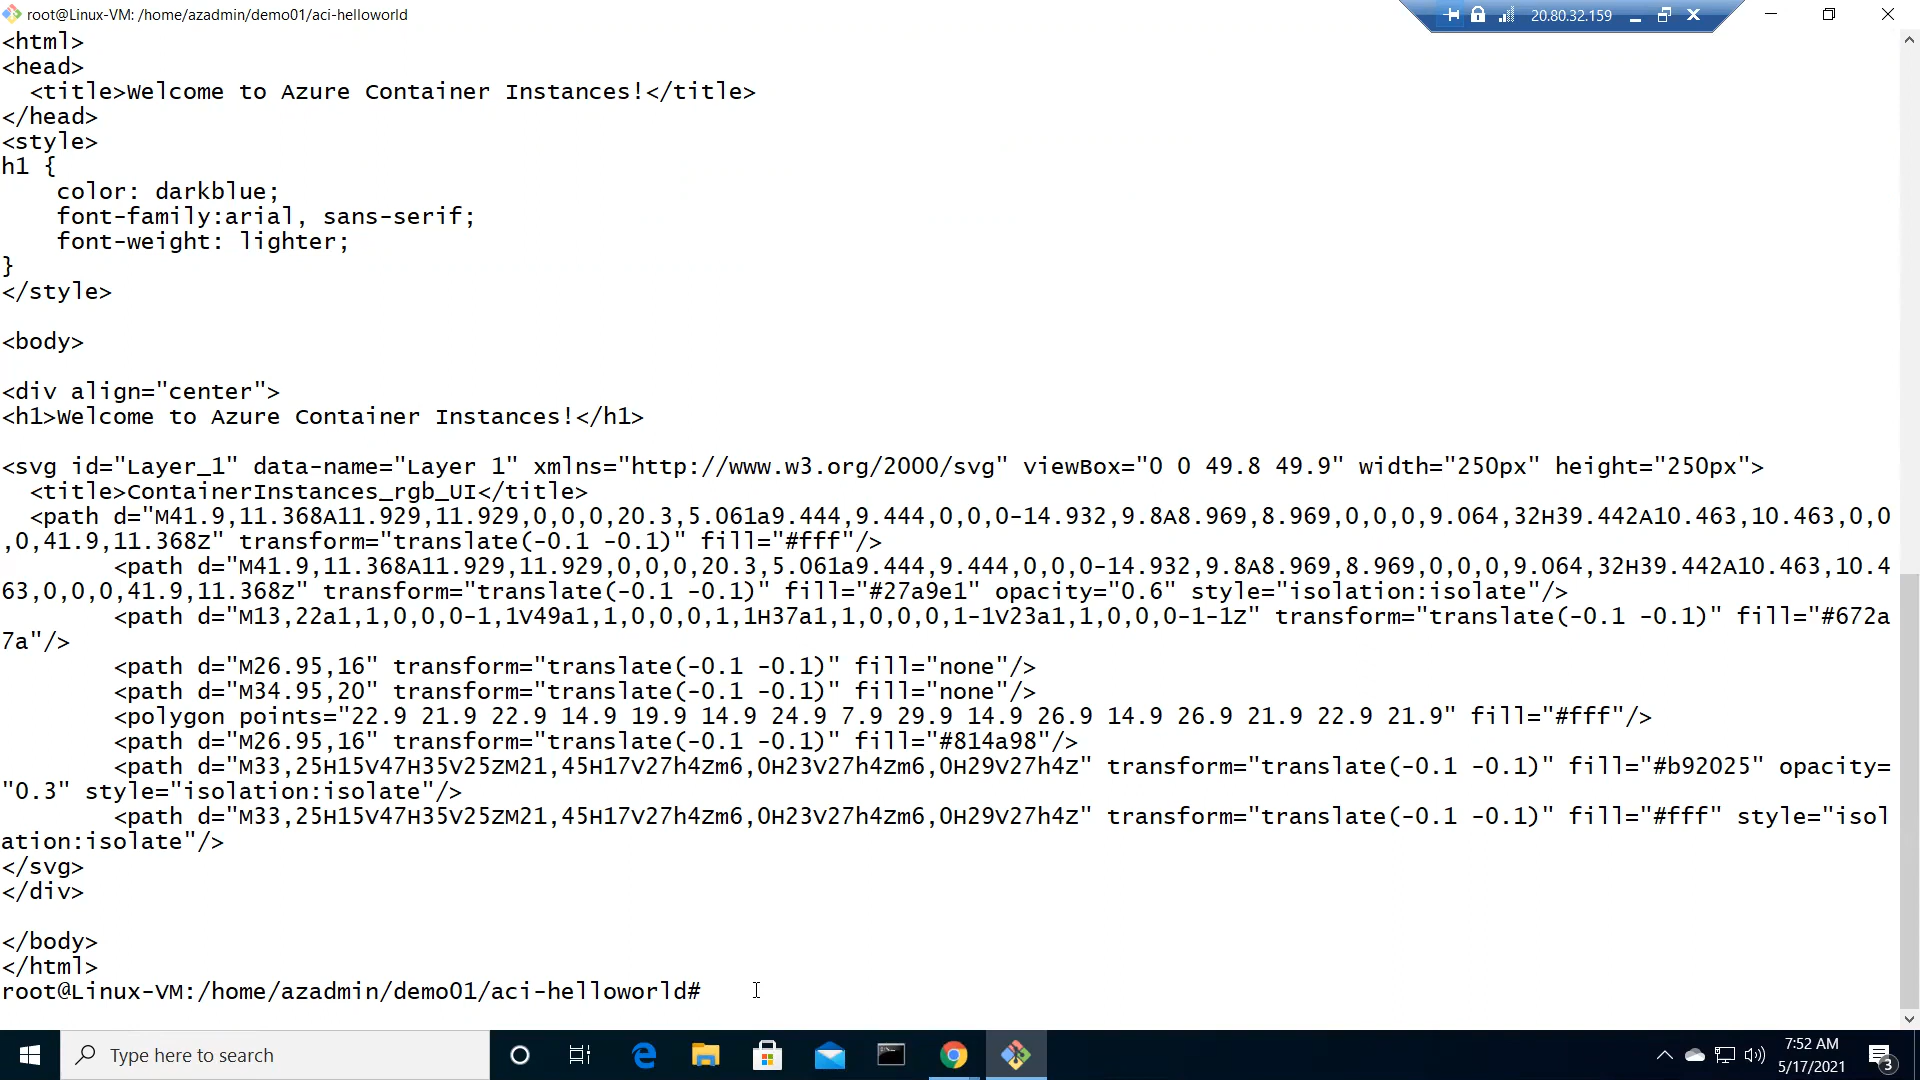 root@Linux-VM: /home/azadmin/demo01/aci-helloworld
20.80.32.159
<html>
<head>
  <title>Welcome to Azure Container Instances!</title>
</head>
<style>
h1 {
    color: darkblue;
    font-family:arial, sans-serif;
    font-weight: lighter;
}
</style>
<body>
<div align="center">
<h1>Welcome to Azure Container Instances!</h1>
<svg id="Layer_1" data-name="Layer 1" xmlns="http://www.w3.org/2000/svg" viewBox="0 0 49.8 49.9" width="250px" height="250px">
  <title>ContainerInstances_rgb_UI</title>
  <path d="M41.9,11.368A11.929,11.929,0,0,0,20.3,5.061a9.444,9.444,0,0,0-14.932,9.8A8.969,8.969,0,0,0,9.064,32H39.442A10.463,10.463,0,0
,0,41.9,11.368Z" transform="translate(-0.1 -0.1)" fill="#fff"/>
        <path d="M41.9,11.368A11.929,11.929,0,0,0,20.3,5.061a9.444,9.444,0,0,0-14.932,9.8A8.969,8.969,0,0,0,9.064,32H39.442A10.463,10.4
63,0,0,0,41.9,11.368Z" transform="translate(-0.1 -0.1)" fill="#27a9e1" opacity="0.6" style="isolation:isolate"/>
        <path d="M13,22a1,1,0,0,0-1,1V49a1,1,0,0,0,1,1H37a1,1,0,0,0,1-1V23a1,1,0,0,0-1-1Z" transform="translate(-0.1 -0.1)" fill="#672a
7a"/>
        <path d="M26.95,16" transform="translate(-0.1 -0.1)" fill="none"/>
        <path d="M34.95,20" transform="translate(-0.1 -0.1)" fill="none"/>
        <polygon points="22.9 21.9 22.9 14.9 19.9 14.9 24.9 7.9 29.9 14.9 26.9 14.9 26.9 21.9 22.9 21.9" fill="#fff"/>
        <path d="M26.95,16" transform="translate(-0.1 -0.1)" fill="#814a98"/>
        <path d="M33,25H15V47H35V25ZM21,45H17V27h4Zm6,0H23V27h4Zm6,0H29V27h4Z" transform="translate(-0.1 -0.1)" fill="#b92025" opacity=
"0.3" style="isolation:isolate"/>
        <path d="M33,25H15V47H35V25ZM21,45H17V27h4Zm6,0H23V27h4Zm6,0H29V27h4Z" transform="translate(-0.1 -0.1)" fill="#fff" style="isol
ation:isolate"/>
</svg>
</div>
</body>
</html>
root@Linux-VM:/home/azadmin/demo01/aci-helloworld#
Type here to search
7:52 AM
5/17/2021
3